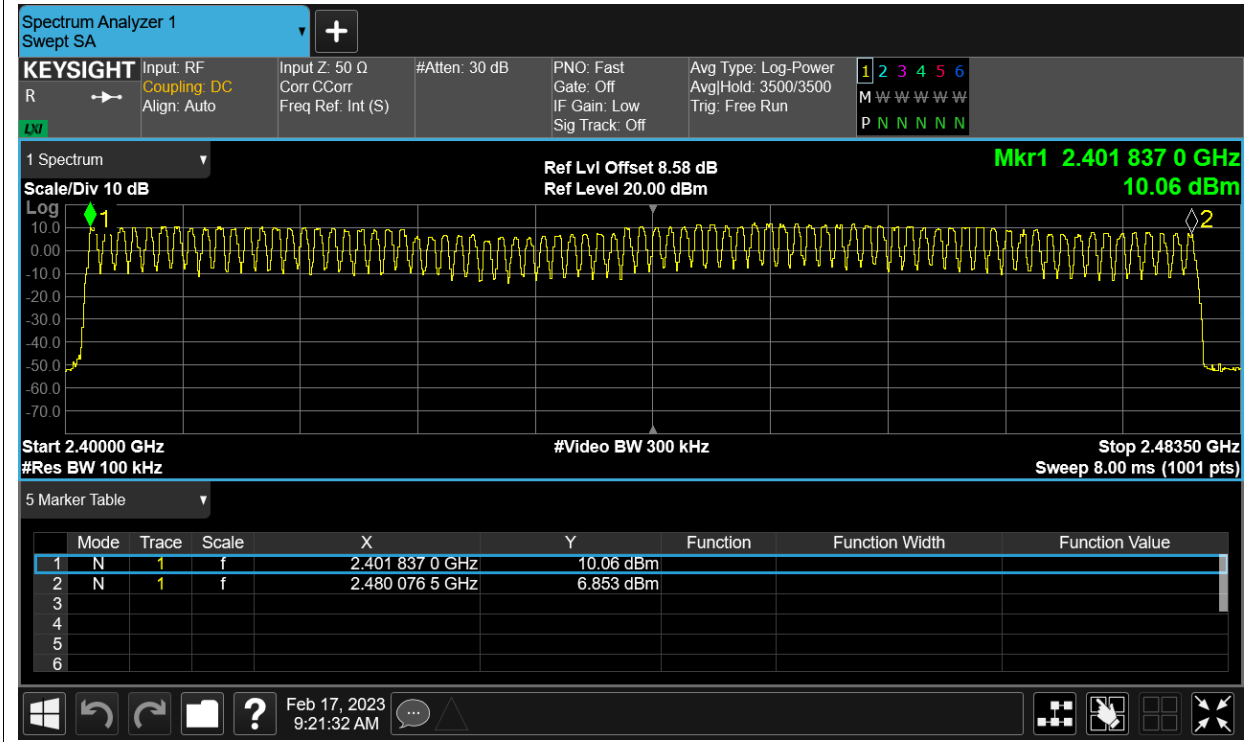 Spectrum Analyzer 1
Swept SA
KEYSIGHT
R
LXI
Input: RF
Coupling: DC
Align: Auto
Input Z: 50 Ω
Corr CCorr
Freq Ref: Int (S)
#Atten: 30 dB
PNO: Fast
Gate: Off
IF Gain: Low
Sig Track: Off
Avg Type: Log-Power
Avg|Hold: 3500/3500
Trig: Free Run
1 2 3 4 5 6
M W W W W W
P N N N N N
1 Spectrum
Scale/Div 10 dB
Ref Lvl Offset 8.58 dB
Ref Level 20.00 dBm
Mkr1 2.401 837 0 GHz
10.06 dBm
Log
10.0
0.00
-10.0
-20.0
-30.0
-40.0
-50.0
-60.0
-70.0
1
2
Start 2.40000 GHz
#Res BW 100 kHz
#Video BW 300 kHz
Stop 2.48350 GHz
Sweep 8.00 ms (1001 pts)
5 Marker Table
Mode Trace Scale X Y Function Function Width Function Value
1 N 1 f 2.401 837 0 GHz 10.06 dBm
2 N 1 f 2.480 076 5 GHz 6.853 dBm
3
4
5
6
?
Feb 17, 2023
9:21:32 AM